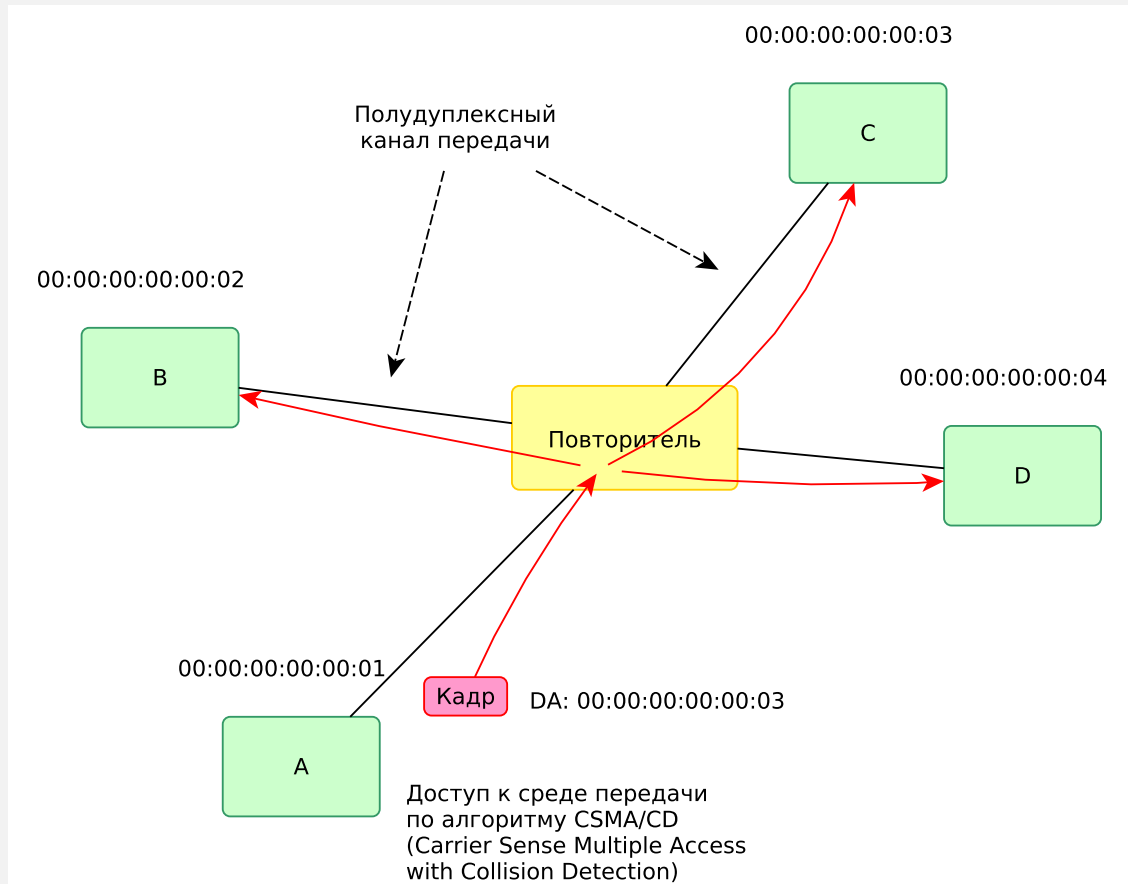 00:00:00:00:00:03
C
Полудуплексный
канал передачи
00:00:00:00:00:02
B
00:00:00:00:00:04
Повторитель
D
00:00:00:00:00:01
Кадр
DA: 00:00:00:00:00:03
A
Доступ к среде передачи
по алгоритму CSMA/CD
(Carrier Sense Multiple Access
with Collision Detection)